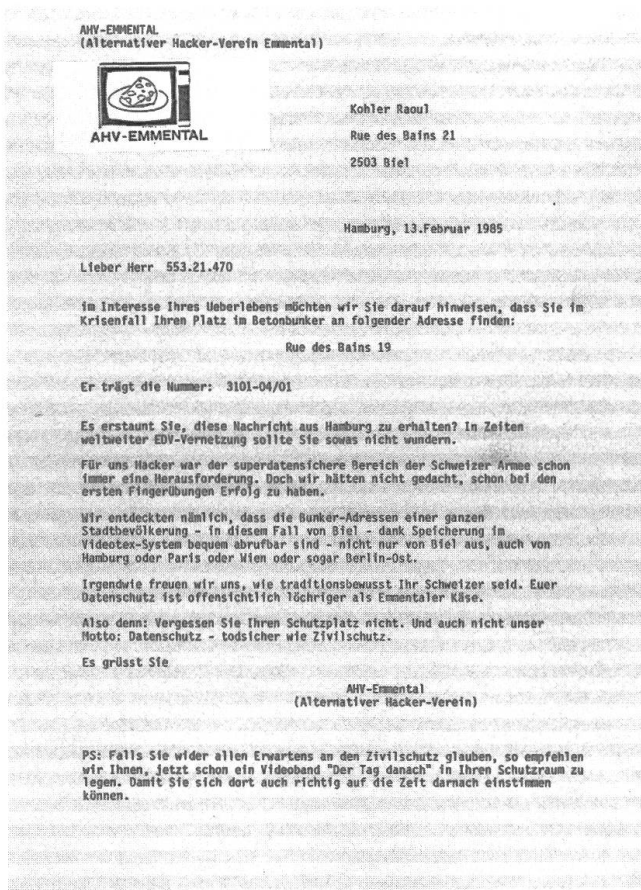 AHV-EMMENTAL
(Alternativer Hacker-Verein Emmental)
AHV-EMMENTAL
Kohler Raoul
Rue des Bains 21
2503 Biel
Hamburg, 13.Februar 1985
Lieber Herr 553.21.470
im Interesse Ihres Ueberlebens möchten wir Sie darauf hinweisen, dass Sie im
Krisenfall Ihren Platz im Betonbunker an folgender Adresse finden:
Rue des Bains 19
Er trägt die Nummer: 3101-04/01
Es erstaunt Sie, diese Nachricht aus Hamburg zu erhalten? In Zeiten
weltweiter EDV-Vernetzung sollte Sie sowas nicht wundern.
Für uns Hacker war der superdatensichere Bereich der Schweizer Armee schon
immer eine Herausforderung. Doch wir hätten nicht gedacht, schon bei den
ersten Fingerübungen Erfolg zu haben.
Wir entdeckten nämlich, dass die Bunker-Adressen einer ganzen
Stadtbevölkerung - in diesem Fall von Biel - dank Speicherung im
Videotex-System bequem abrufbar sind - nicht nur von Biel aus, auch von
Hamburg oder Paris oder Wien oder sogar Berlin-Ost.
Irgendwie freuen wir uns, wie traditionsbewusst Ihr Schweizer seid. Euer
Datenschutz ist offensichtlich löchriger als Emmentaler Käse.
Also denn: Vergessen Sie Ihren Schutzplatz nicht. Und auch nicht unser
Motto: Datenschutz - todsicher wie Zivilschutz.
Es grüsst Sie
AHV-Emmental
(Alternativer Hacker-Verein)
PS: Falls Sie wider allen Erwartens an den Zivilschutz glauben, so empfehlen
wir Ihnen, jetzt schon ein Videoband "Der Tag danach" in Ihren Schutzraum zu
legen. Damit Sie sich dort auch richtig auf die Zeit darnach einstimmen
können.